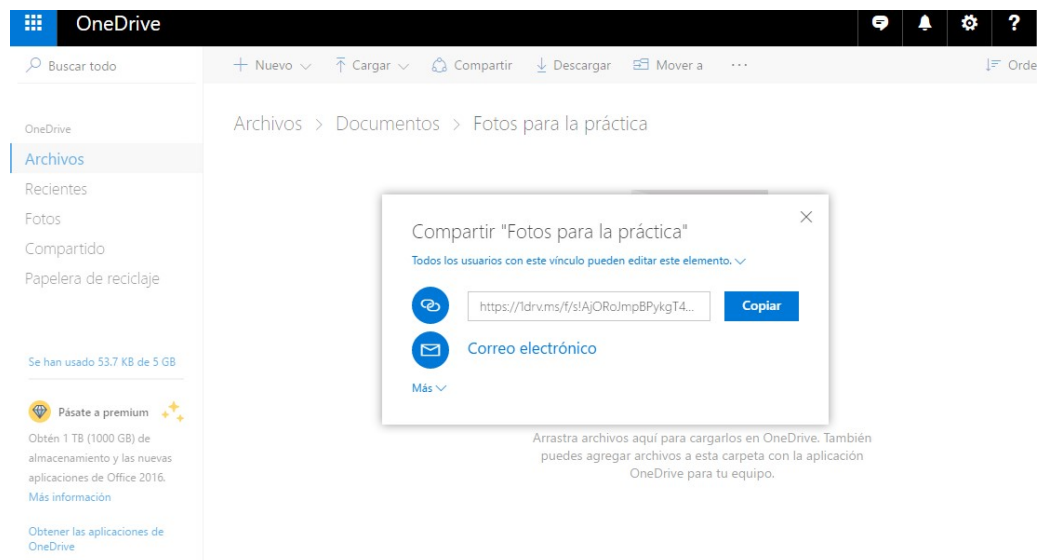 OneDrive
?
Buscar todo
Nuevo
Cargar
Compartir
Descargar
Mover a
...
Orde
OneDrive
Archivos
Recientes
Fotos
Compartido
Papelera de reciclaje
Se han usado 53.7 KB de 5 GB
Pásate a premium
Obtén 1 TB (1000 GB) de
almacenamiento y las nuevas
aplicaciones de Office 2016.
Más información
Obtener las aplicaciones de
OneDrive
Archivos > Documentos > Fotos para la práctica
Compartir "Fotos para la práctica"
Todos los usuarios con este vínculo pueden editar este elemento.
https://1drv.ms/f/s!AjORoJmpBPykgT4...
Copiar
Correo electrónico
Más
Arrastra archivos aquí para cargarlos en OneDrive. También
puedes agregar archivos a esta carpeta con la aplicación
OneDrive para tu equipo.